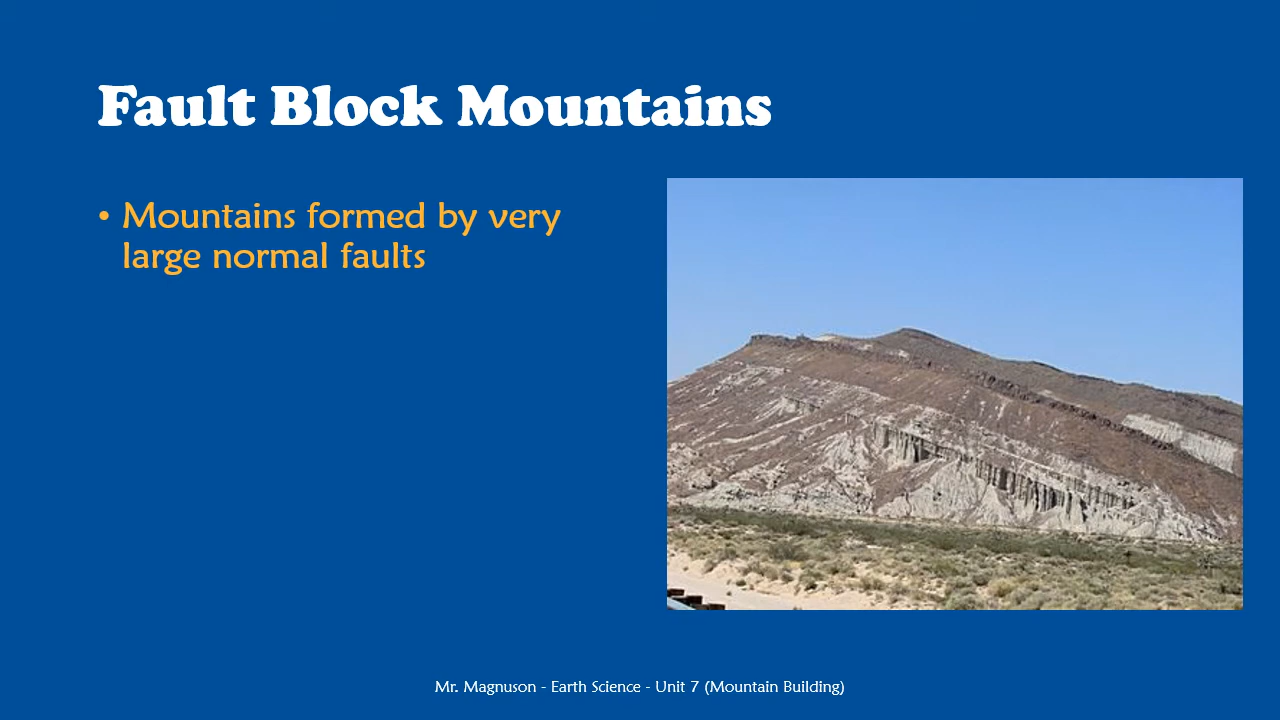 Fault Block Mountains
• Mountains formed by very
large normal faults
Mr. Magnuson - Earth Science - Unit 7 (Mountain Building)